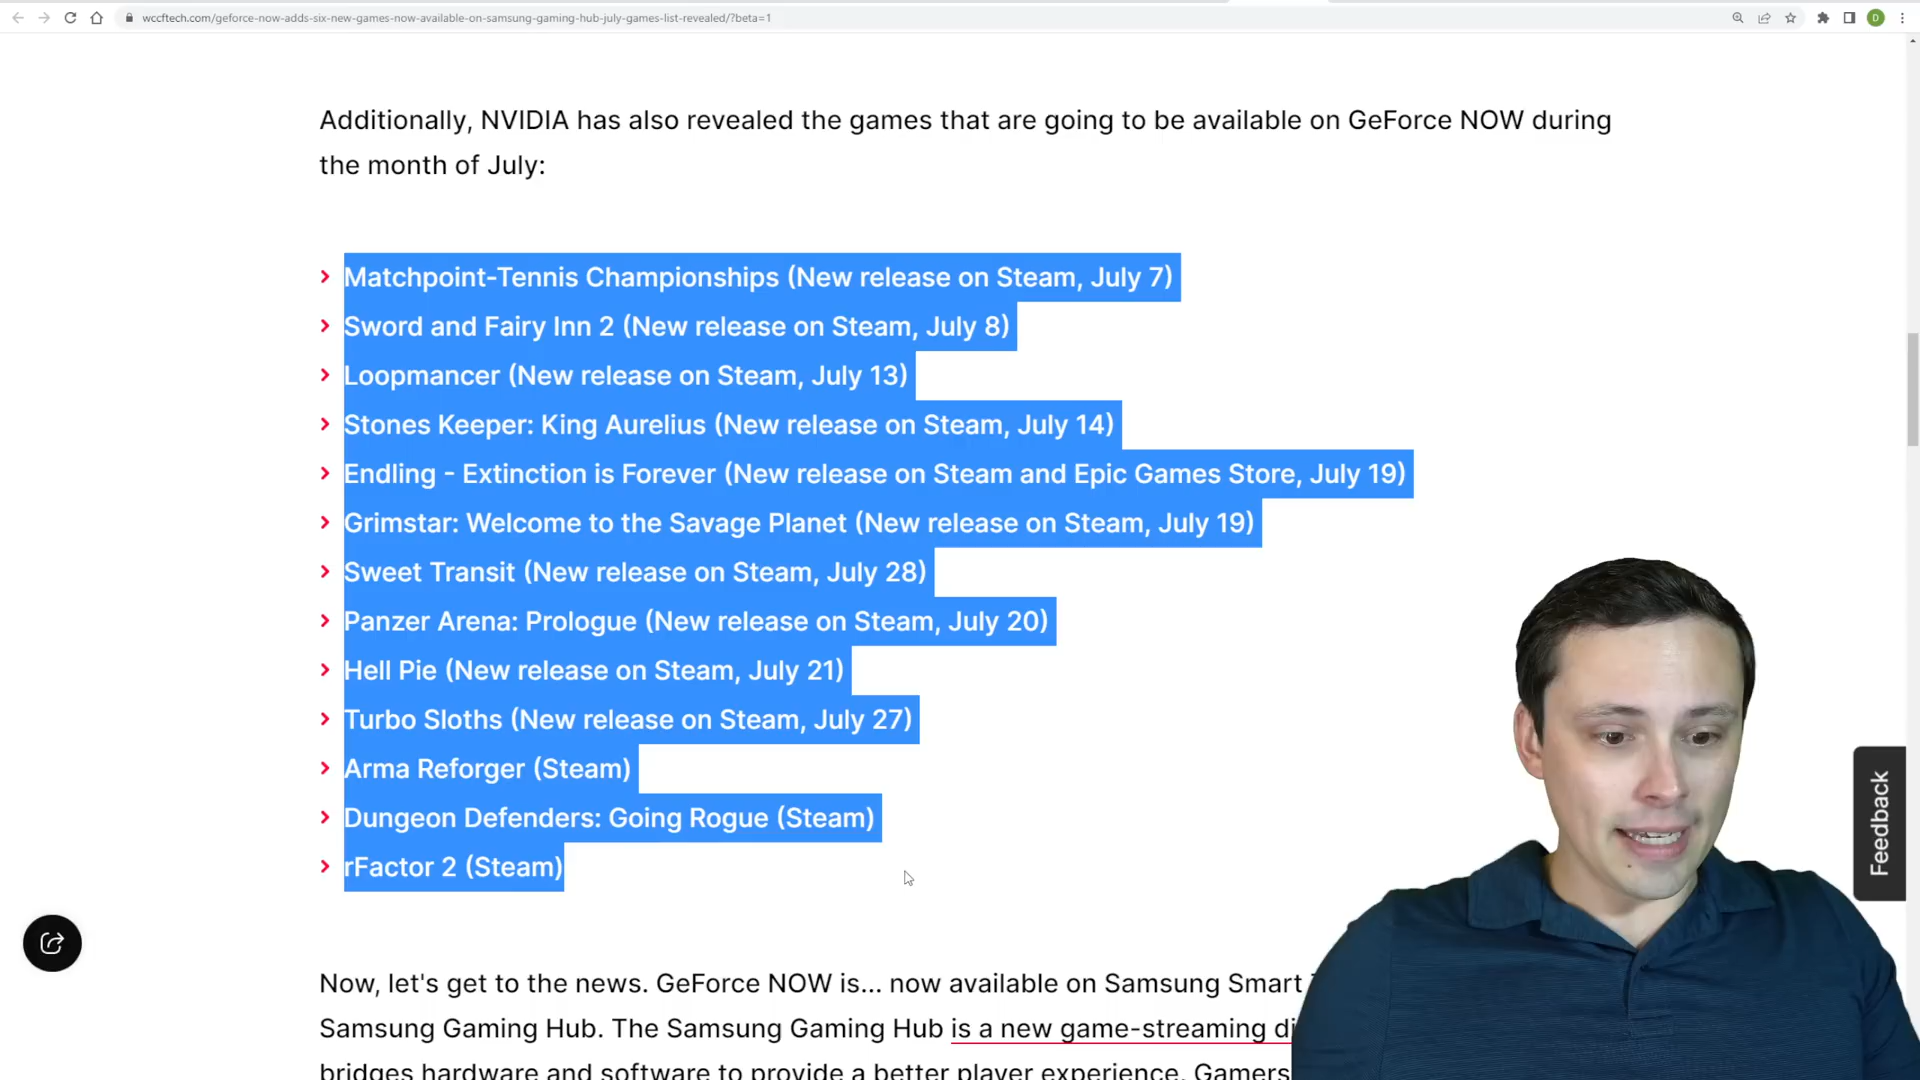 wccftech.com/geforce-now-adds-six-new-games-now-available-on-samsung-gaming-hub-july-games-list-revealed/?beta=1
D
Additionally, NVIDIA has also revealed the games that are going to be available on GeForce NOW during
the month of July:
Matchpoint-Tennis Championships (New release on Steam, July 7)
Sword and Fairy Inn 2 (New release on Steam, July 8)
Loopmancer (New release on Steam, July 13)
Stones Keeper: King Aurelius (New release on Steam, July 14)
Endling - Extinction is Forever (New release on Steam and Epic Games Store, July 19)
Grimstar: Welcome to the Savage Planet (New release on Steam, July 19)
Sweet Transit (New release on Steam, July 28)
Panzer Arena: Prologue (New release on Steam, July 20)
Hell Pie (New release on Steam, July 21)
Turbo Sloths (New release on Steam, July 27)
Arma Reforger (Steam)
Dungeon Defenders: Going Rogue (Steam)
rFactor 2 (Steam)
Feedback
Now, let's get to the news. GeForce NOW is... now available on Samsung Smart
Samsung Gaming Hub. The Samsung Gaming Hub is a new game-streaming di
bridges hardware and software to provide a better player experience. Gamers